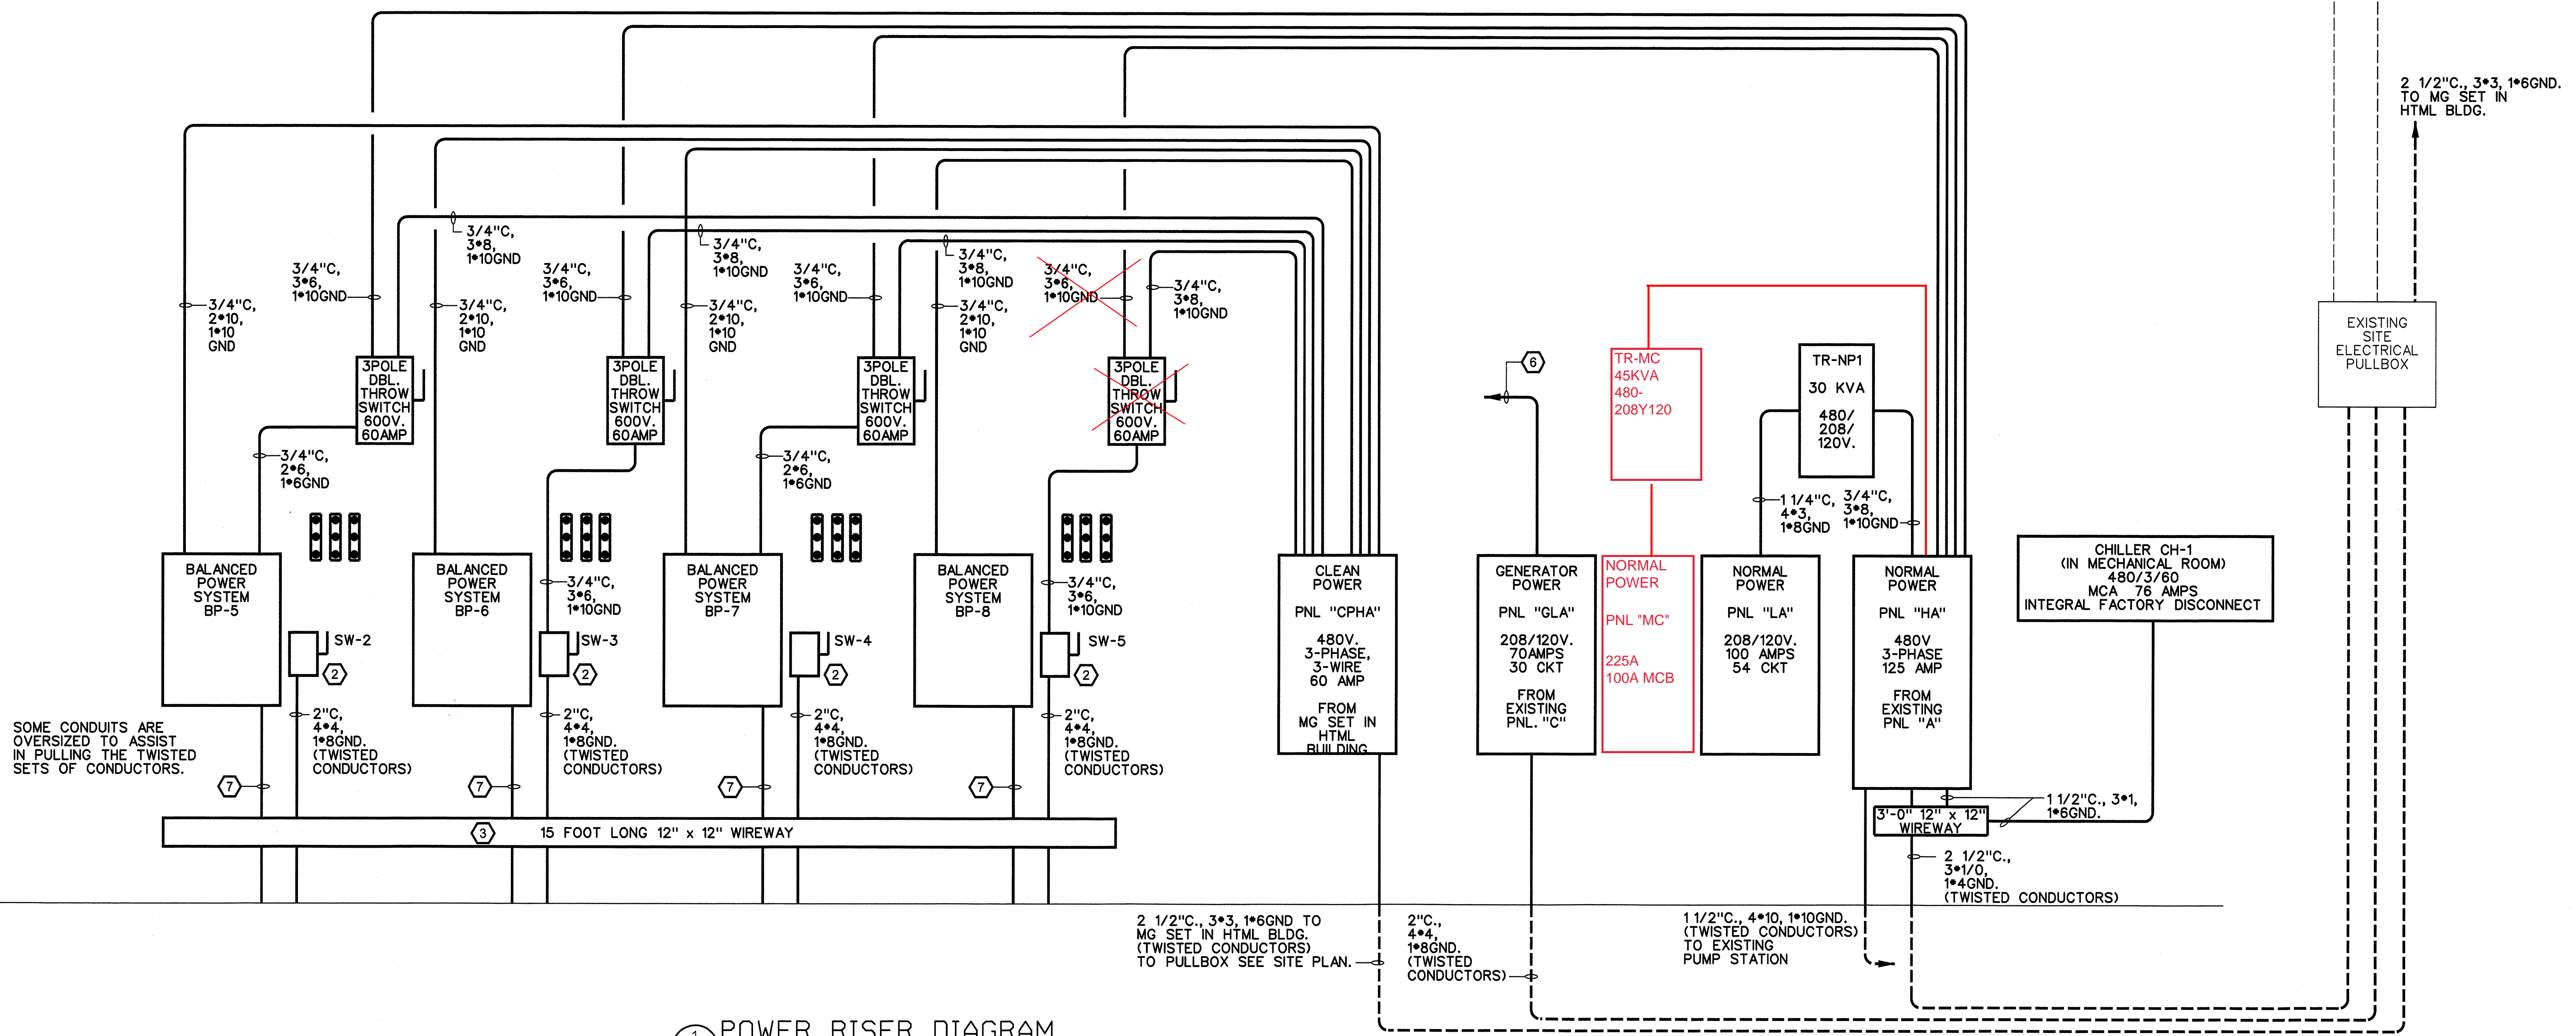 2 1/2"C., 3#3, 1#6GND.
TO MG SET IN
HTML BLDG.
3/4"C,
3#8,
1#10GND
3/4"C,
3#8,
1#10GND
3/4"C,
3#8,
1#10GND
3/4"C,
3#6,
1#10GND
3/4"C,
3#6,
1#10GND
3/4"C,
3#6,
1#10GND
3/4"C,
3#6,
1#10GND
3/4"C,
3#8,
1#10GND
3/4"C,
2#10,
1#10
GND
3/4"C,
2#10,
1#10
GND
3/4"C,
2#10,
1#10
GND
3/4"C,
2#10,
1#10
GND
EXISTING
SITE
ELECTRICAL
PULLBOX
3POLE
DBL.
THROW
SWITCH
600V.
60AMP
3POLE
DBL.
THROW
SWITCH
600V.
60AMP
3POLE
DBL.
THROW
SWITCH
600V.
60AMP
3POLE
DBL.
THROW
SWITCH
600V.
60AMP
6
TR-MC
45KVA
480-
208Y120
TR-NP1
30 KVA
480/
208/
120V.
3/4"C,
2#6,
1#6GND
3/4"C,
2#6,
1#6GND
1 1/4"C,
4#3,
1#8GND
3/4"C,
3#8,
1#10GND
BALANCED
POWER
SYSTEM
BP-5
BALANCED
POWER
SYSTEM
BP-6
BALANCED
POWER
SYSTEM
BP-7
BALANCED
POWER
SYSTEM
BP-8
3/4"C,
3#6,
1#10GND
3/4"C,
3#6,
1#10GND
SW-2
2
SW-3
2
SW-4
2
SW-5
2
CLEAN
POWER
PNL "CPHA"
480V.
3-PHASE,
3-WIRE
60 AMP
FROM
MG SET IN
HTML
BUILDING
GENERATOR
POWER
PNL "GLA"
208/120V.
70AMPS
30 CKT
FROM
EXISTING
PNL. "C"
NORMAL
POWER
PNL "MC"
225A
100A MCB
NORMAL
POWER
PNL "LA"
208/120V.
100 AMPS
54 CKT
NORMAL
POWER
PNL "HA"
480V
3-PHASE
125 AMP
FROM
EXISTING
PNL "A"
CHILLER CH-1
(IN MECHANICAL ROOM)
480/3/60
MCA 76 AMPS
INTEGRAL FACTORY DISCONNECT
SOME CONDUITS ARE
OVERSIZED TO ASSIST
IN PULLING THE TWISTED
SETS OF CONDUCTORS.
2"C,
4#4,
1#8GND.
(TWISTED
CONDUCTORS)
2"C,
4#4,
1#8GND.
(TWISTED
CONDUCTORS)
2"C,
4#4,
1#8GND.
(TWISTED
CONDUCTORS)
2"C,
4#4,
1#8GND.
(TWISTED
CONDUCTORS)
7
7
7
7
3
15 FOOT LONG 12" x 12" WIREWAY
3'-0" 12" x 12"
WIREWAY
1 1/2"C., 3#1,
1#6GND.
2 1/2"C.,
3#1/0,
1#4GND.
(TWISTED CONDUCTORS)
2 1/2"C., 3#3, 1#6GND TO
MG SET IN HTML BLDG.
(TWISTED CONDUCTORS)
TO PULLBOX SEE SITE PLAN.
2"C.,
4#4,
1#8GND.
(TWISTED
CONDUCTORS)
1 1/2"C., 4#10, 1#10GND.
(TWISTED CONDUCTORS)
TO EXISTING
PUMP STATION
1
POWER RISER DIAGRAM